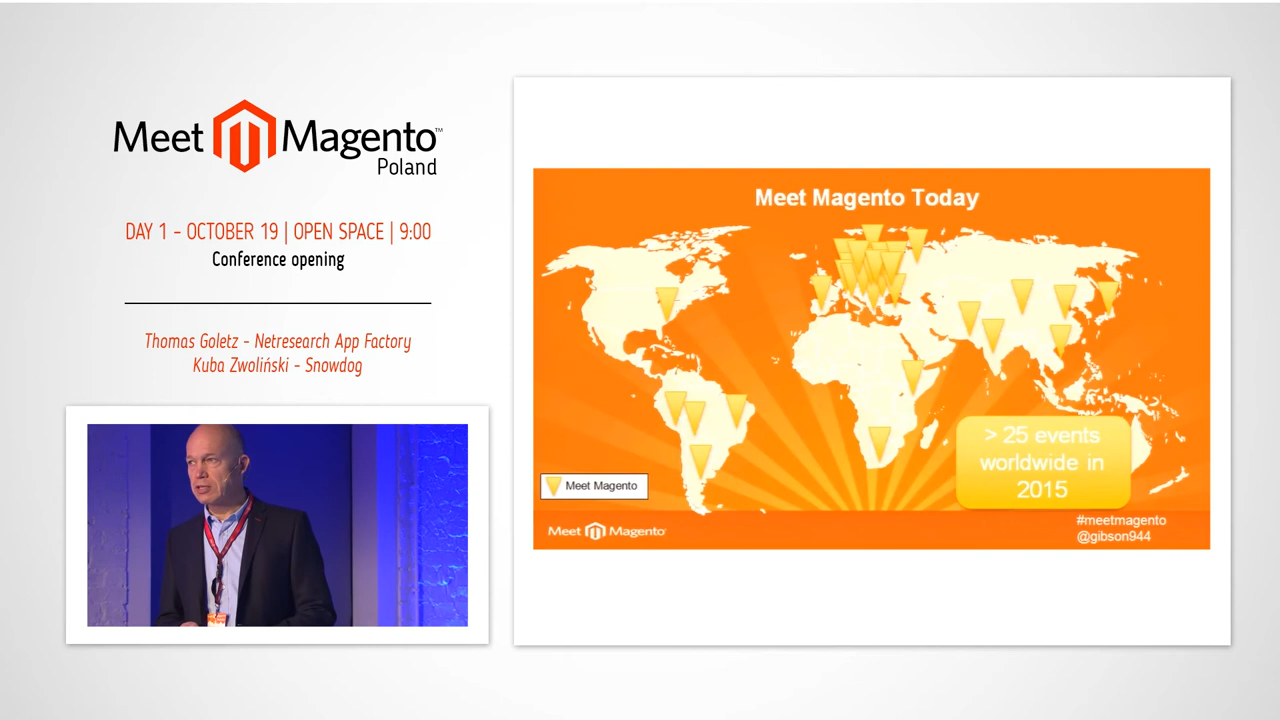 Meet Magento™
Poland
DAY 1 - OCTOBER 19 | OPEN SPACE | 9:00
Conference opening
Thomas Goletz - Netresearch App Factory
Kuba Zwoliński - Snowdog
Meet Magento Today
> 25 events
worldwide in
2015
Meet Magento
Meet Magento
#meetmagento
@gibson944